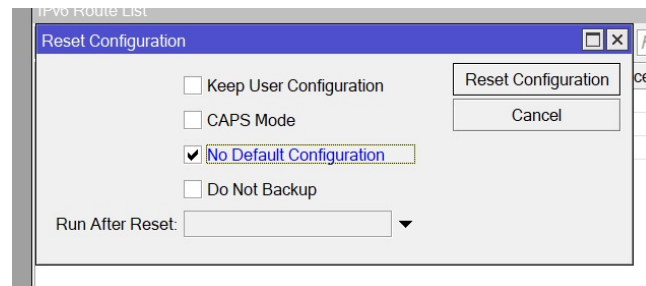 IPv6 Route List
Reset Configuration
Keep User Configuration
Reset Configuration
CAPS Mode
Cancel
No Default Configuration
Do Not Backup
Run After Reset: